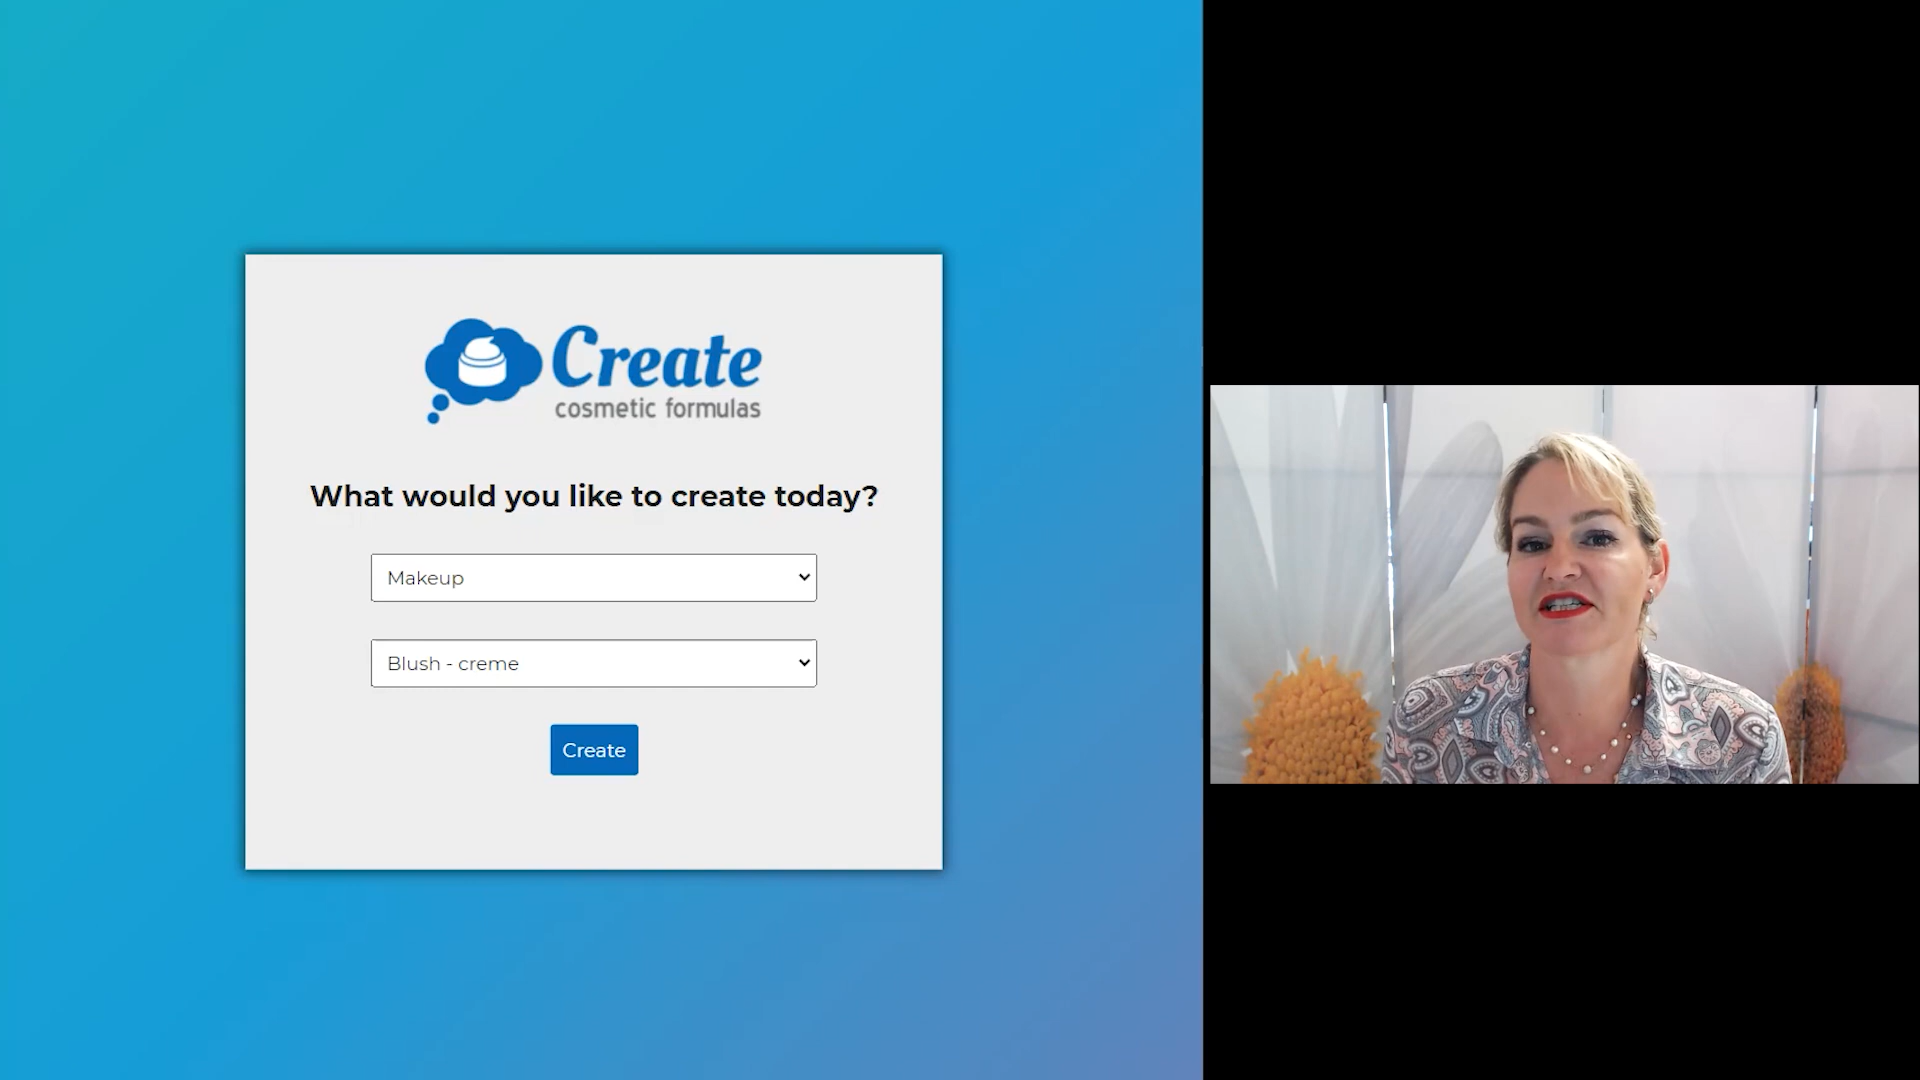 Create
cosmetic formulas
What would you like to create today?
Makeup
Blush - creme
Create